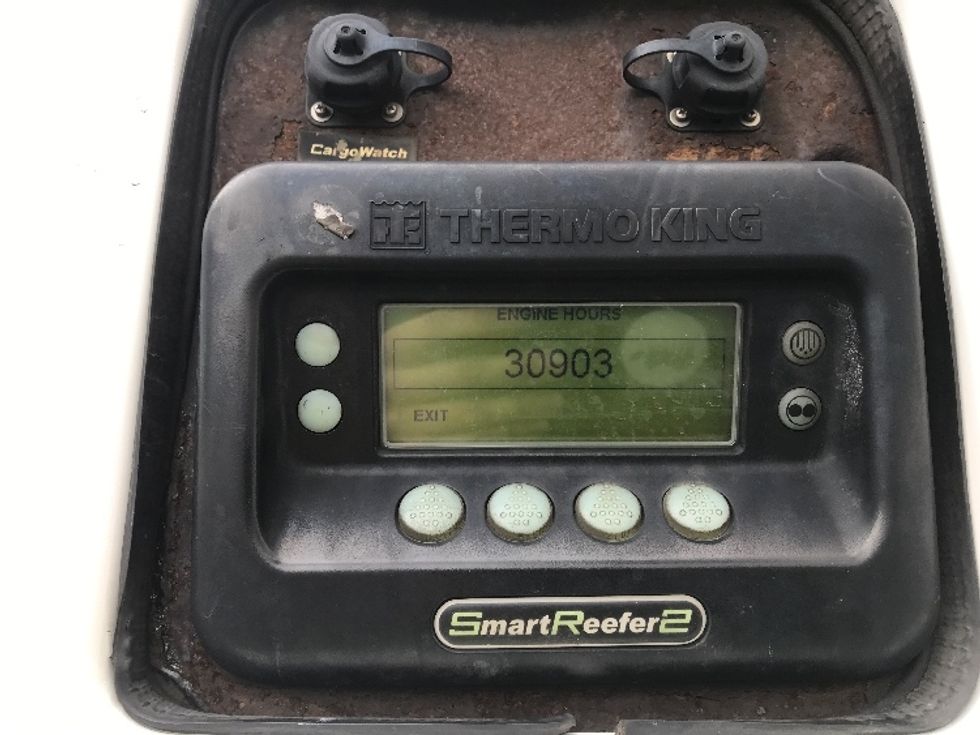 CargoWatch
THERMO KING
ENGINE HOURS
30903
EXIT
SmartReefer2